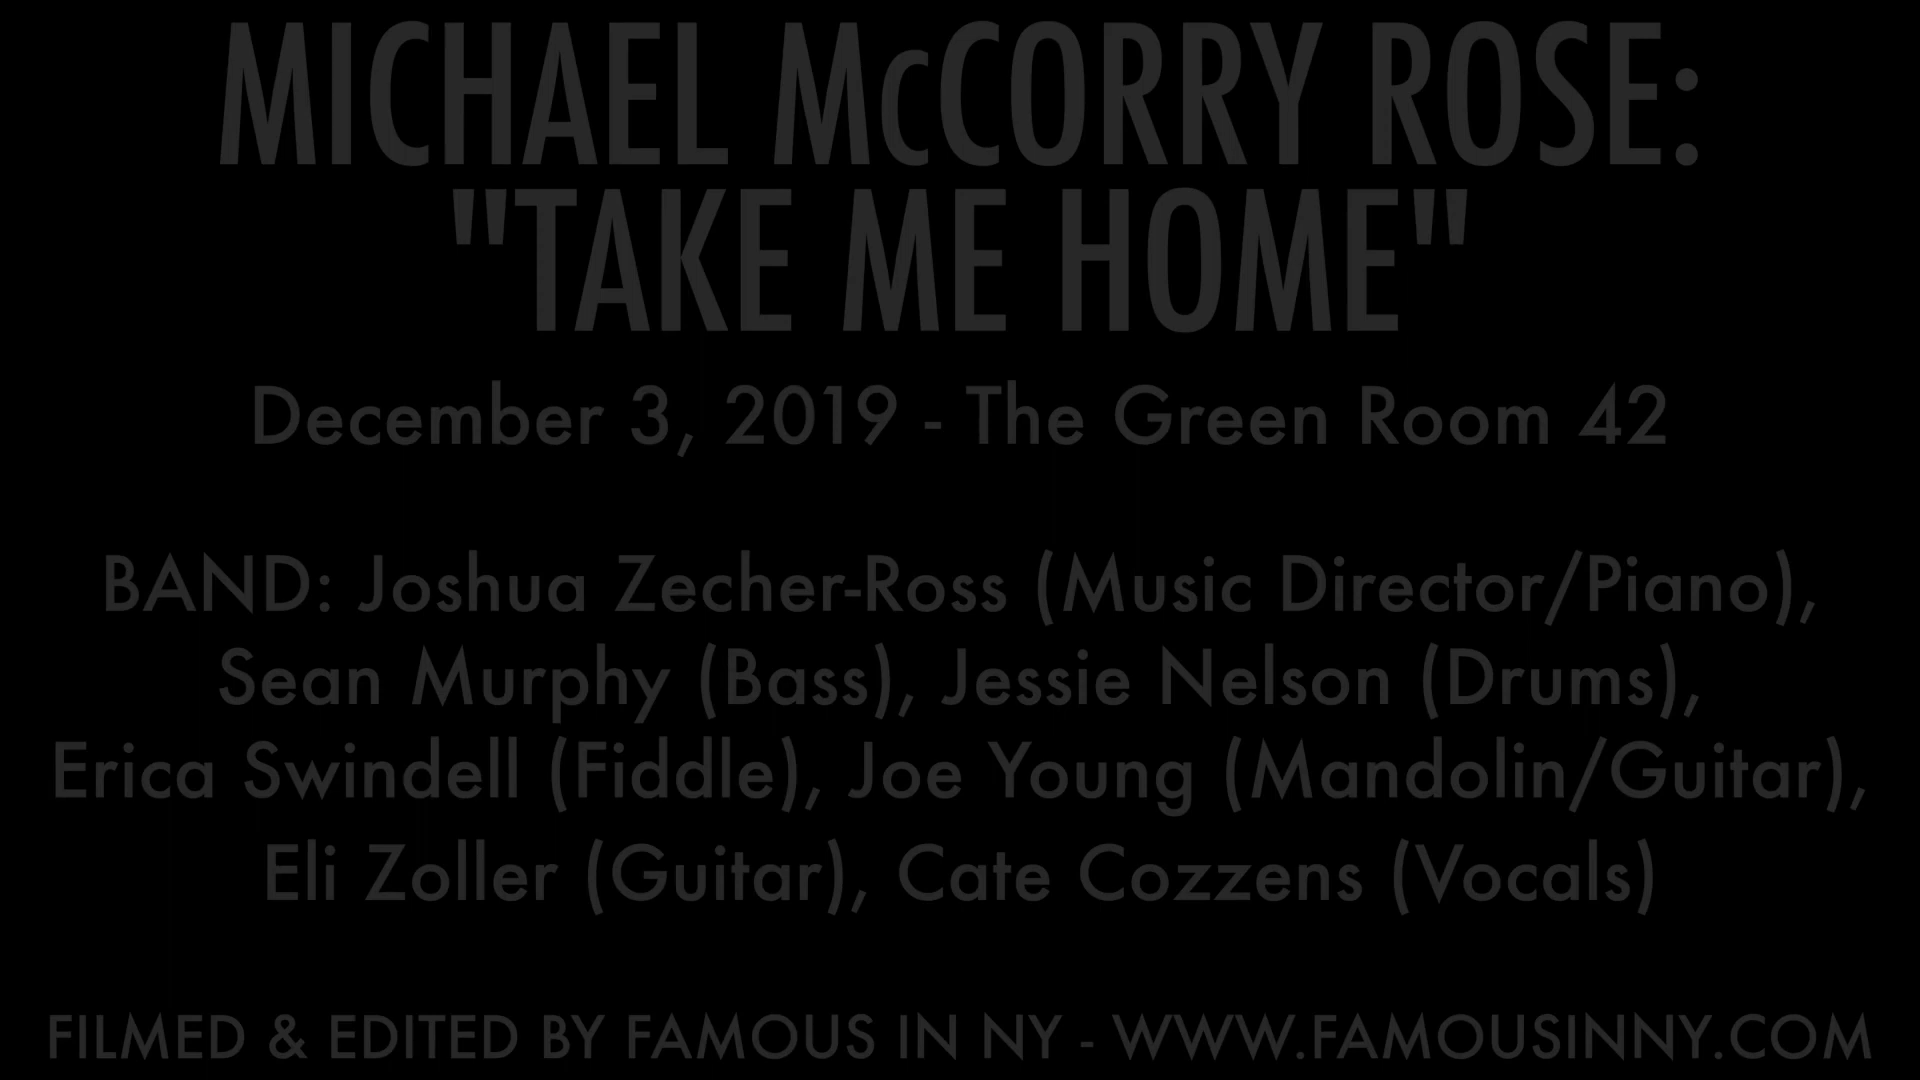 MICHAEL McCORRY ROSE:
"TAKE ME HOME"
December 3, 2019 - The Green Room 42
BAND: Joshua Zecher-Ross (Music Director/Piano),
Sean Murphy (Bass), Jessie Nelson (Drums),
Erica Swindell (Fiddle), Joe Young (Mandolin/Guitar),
Eli Zoller (Guitar), Cate Cozzens (Vocals)
FILMED & EDITED BY FAMOUS IN NY - WWW.FAMOUSINNY.COM